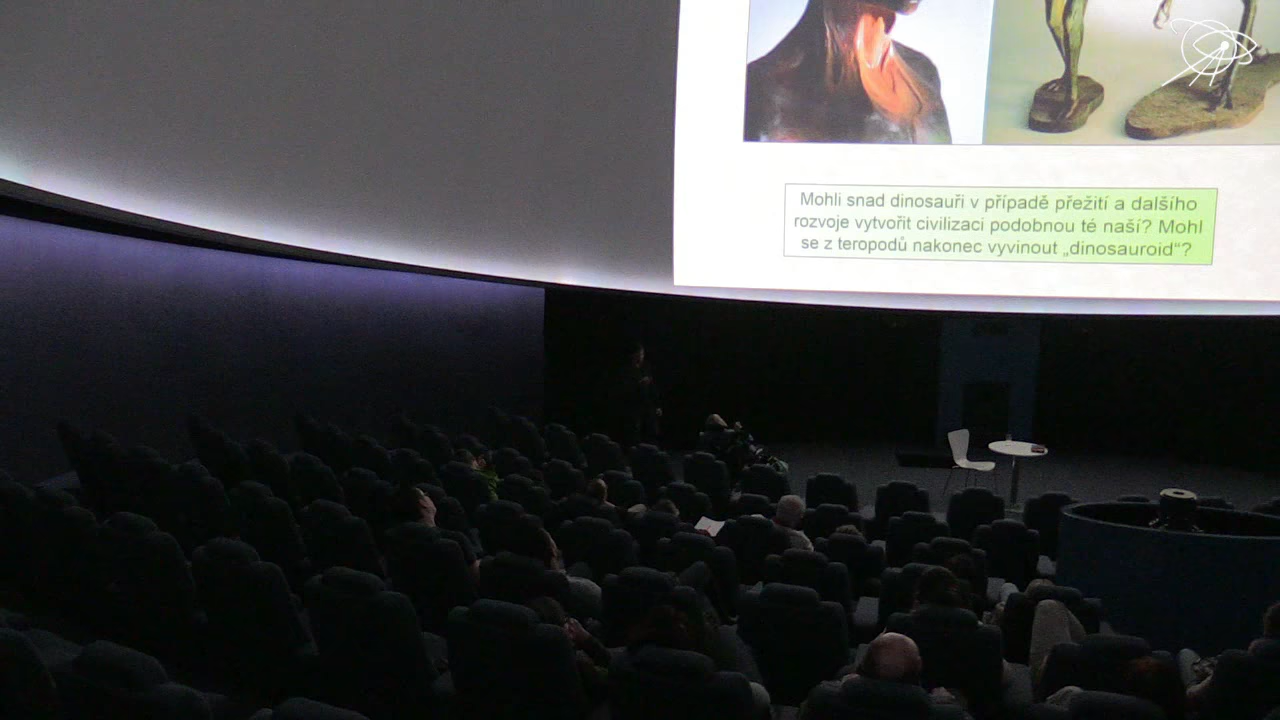 Mohli snad dinosauři v případě přežití a dalšího
rozvoje vytvořit civilizaci podobnou té naší? Mohl
se z teropodů nakonec vyvinout „dinosauroid“?